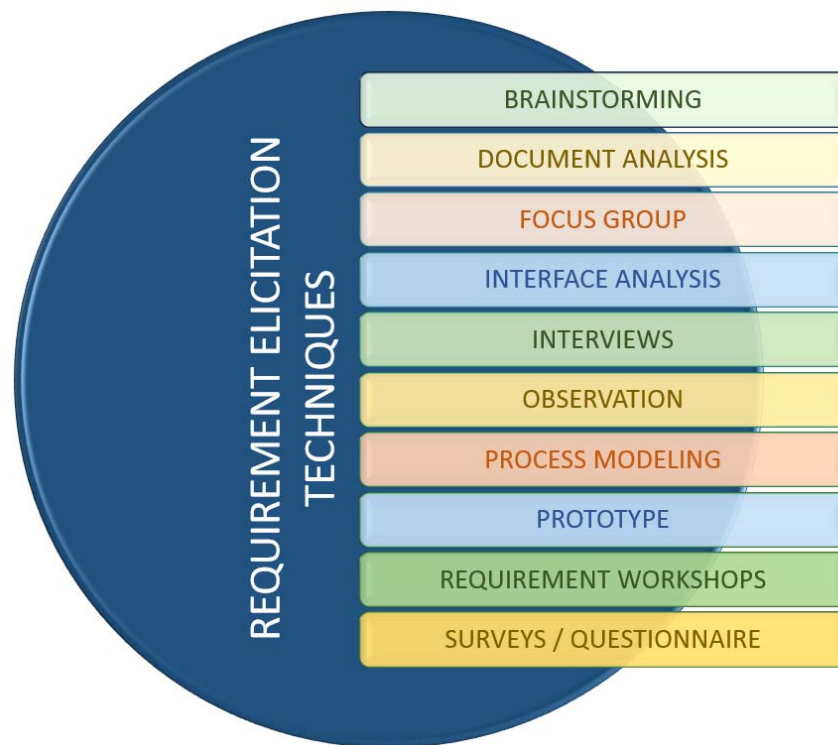 REQUIREMENT ELICITATION
TECHNIQUES
BRAINSTORMING
DOCUMENT ANALYSIS
FOCUS GROUP
INTERFACE ANALYSIS
INTERVIEWS
OBSERVATION
PROCESS MODELING
PROTOTYPE
REQUIREMENT WORKSHOPS
SURVEYS / QUESTIONNAIRE